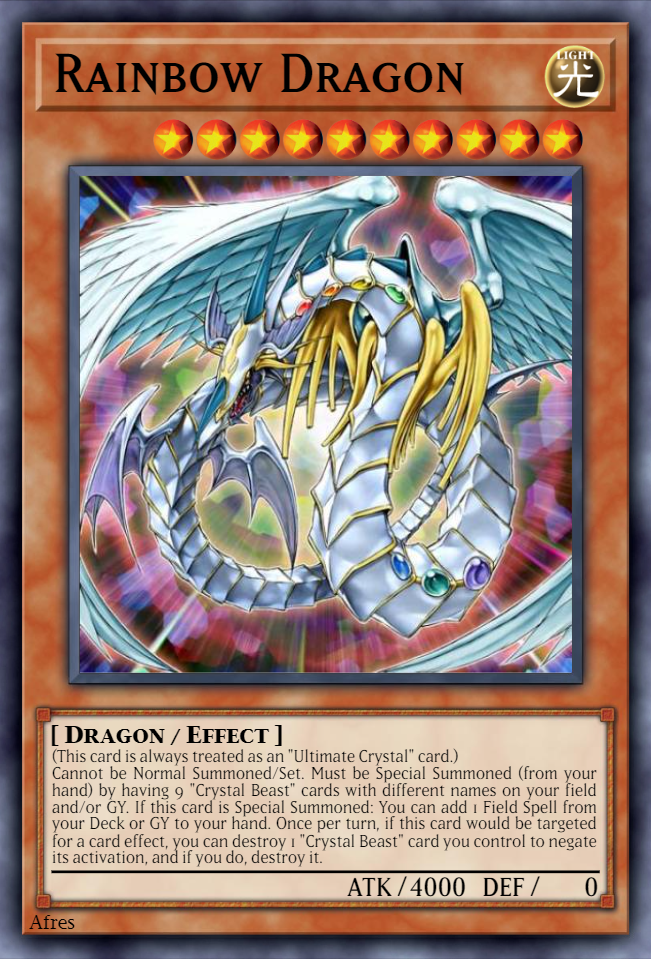 Rainbow Dragon
LIGHT
光
[ Dragon / Effect ]
(This card is always treated as an "Ultimate Crystal" card.)
Cannot be Normal Summoned/Set. Must be Special Summoned (from your
hand) by having 9 "Crystal Beast" cards with different names on your field
and/or GY. If this card is Special Summoned: You can add 1 Field Spell from
your Deck or GY to your hand. Once per turn, if this card would be targeted
for a card effect, you can destroy 1 "Crystal Beast" card you control to negate
its activation, and if you do, destroy it.
ATK / 4000 DEF / 0
Afres